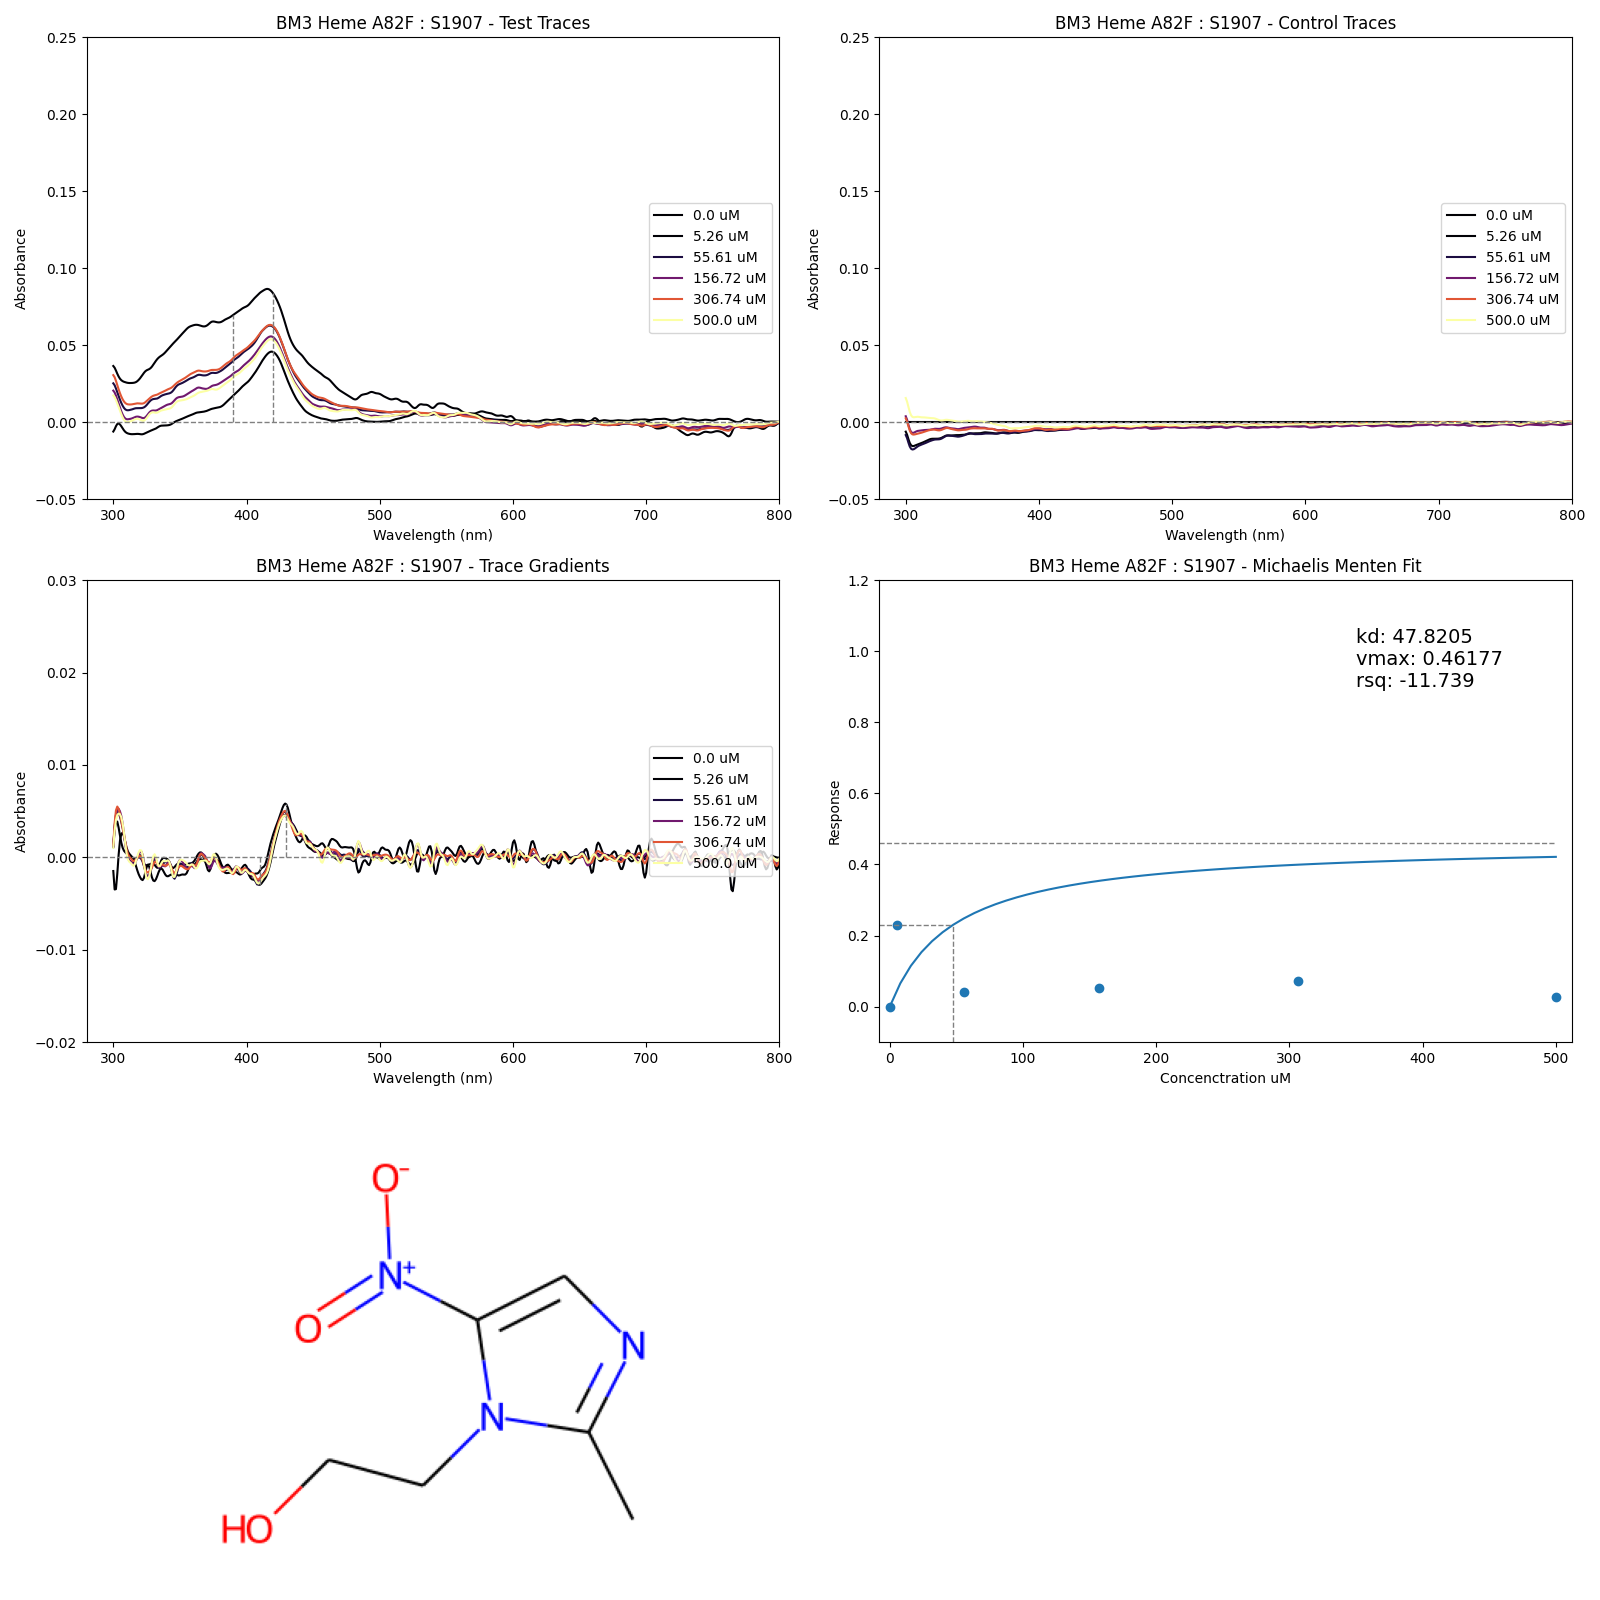 BM3 Heme A82F : S1907 - Test Traces
0.25
0.20
0.15
0.10
0.05
0.00
−0.05
Absorbance
300 400 500 600 700 800
Wavelength (nm)
0.0 uM
5.26 uM
55.61 uM
156.72 uM
306.74 uM
500.0 uM
BM3 Heme A82F : S1907 - Control Traces
0.25
0.20
0.15
0.10
0.05
0.00
−0.05
Absorbance
300 400 500 600 700 800
Wavelength (nm)
0.0 uM
5.26 uM
55.61 uM
156.72 uM
306.74 uM
500.0 uM
BM3 Heme A82F : S1907 - Trace Gradients
0.03
0.02
0.01
0.00
−0.01
−0.02
Absorbance
300 400 500 600 700 800
Wavelength (nm)
0.0 uM
5.26 uM
55.61 uM
156.72 uM
306.74 uM
500.0 uM
BM3 Heme A82F : S1907 - Michaelis Menten Fit
1.2
1.0
0.8
0.6
0.4
0.2
0.0
Response
0 100 200 300 400 500
Concenctration uM
kd: 47.8205
vmax: 0.46177
rsq: -11.739
O−
N+
O
N
N
HO